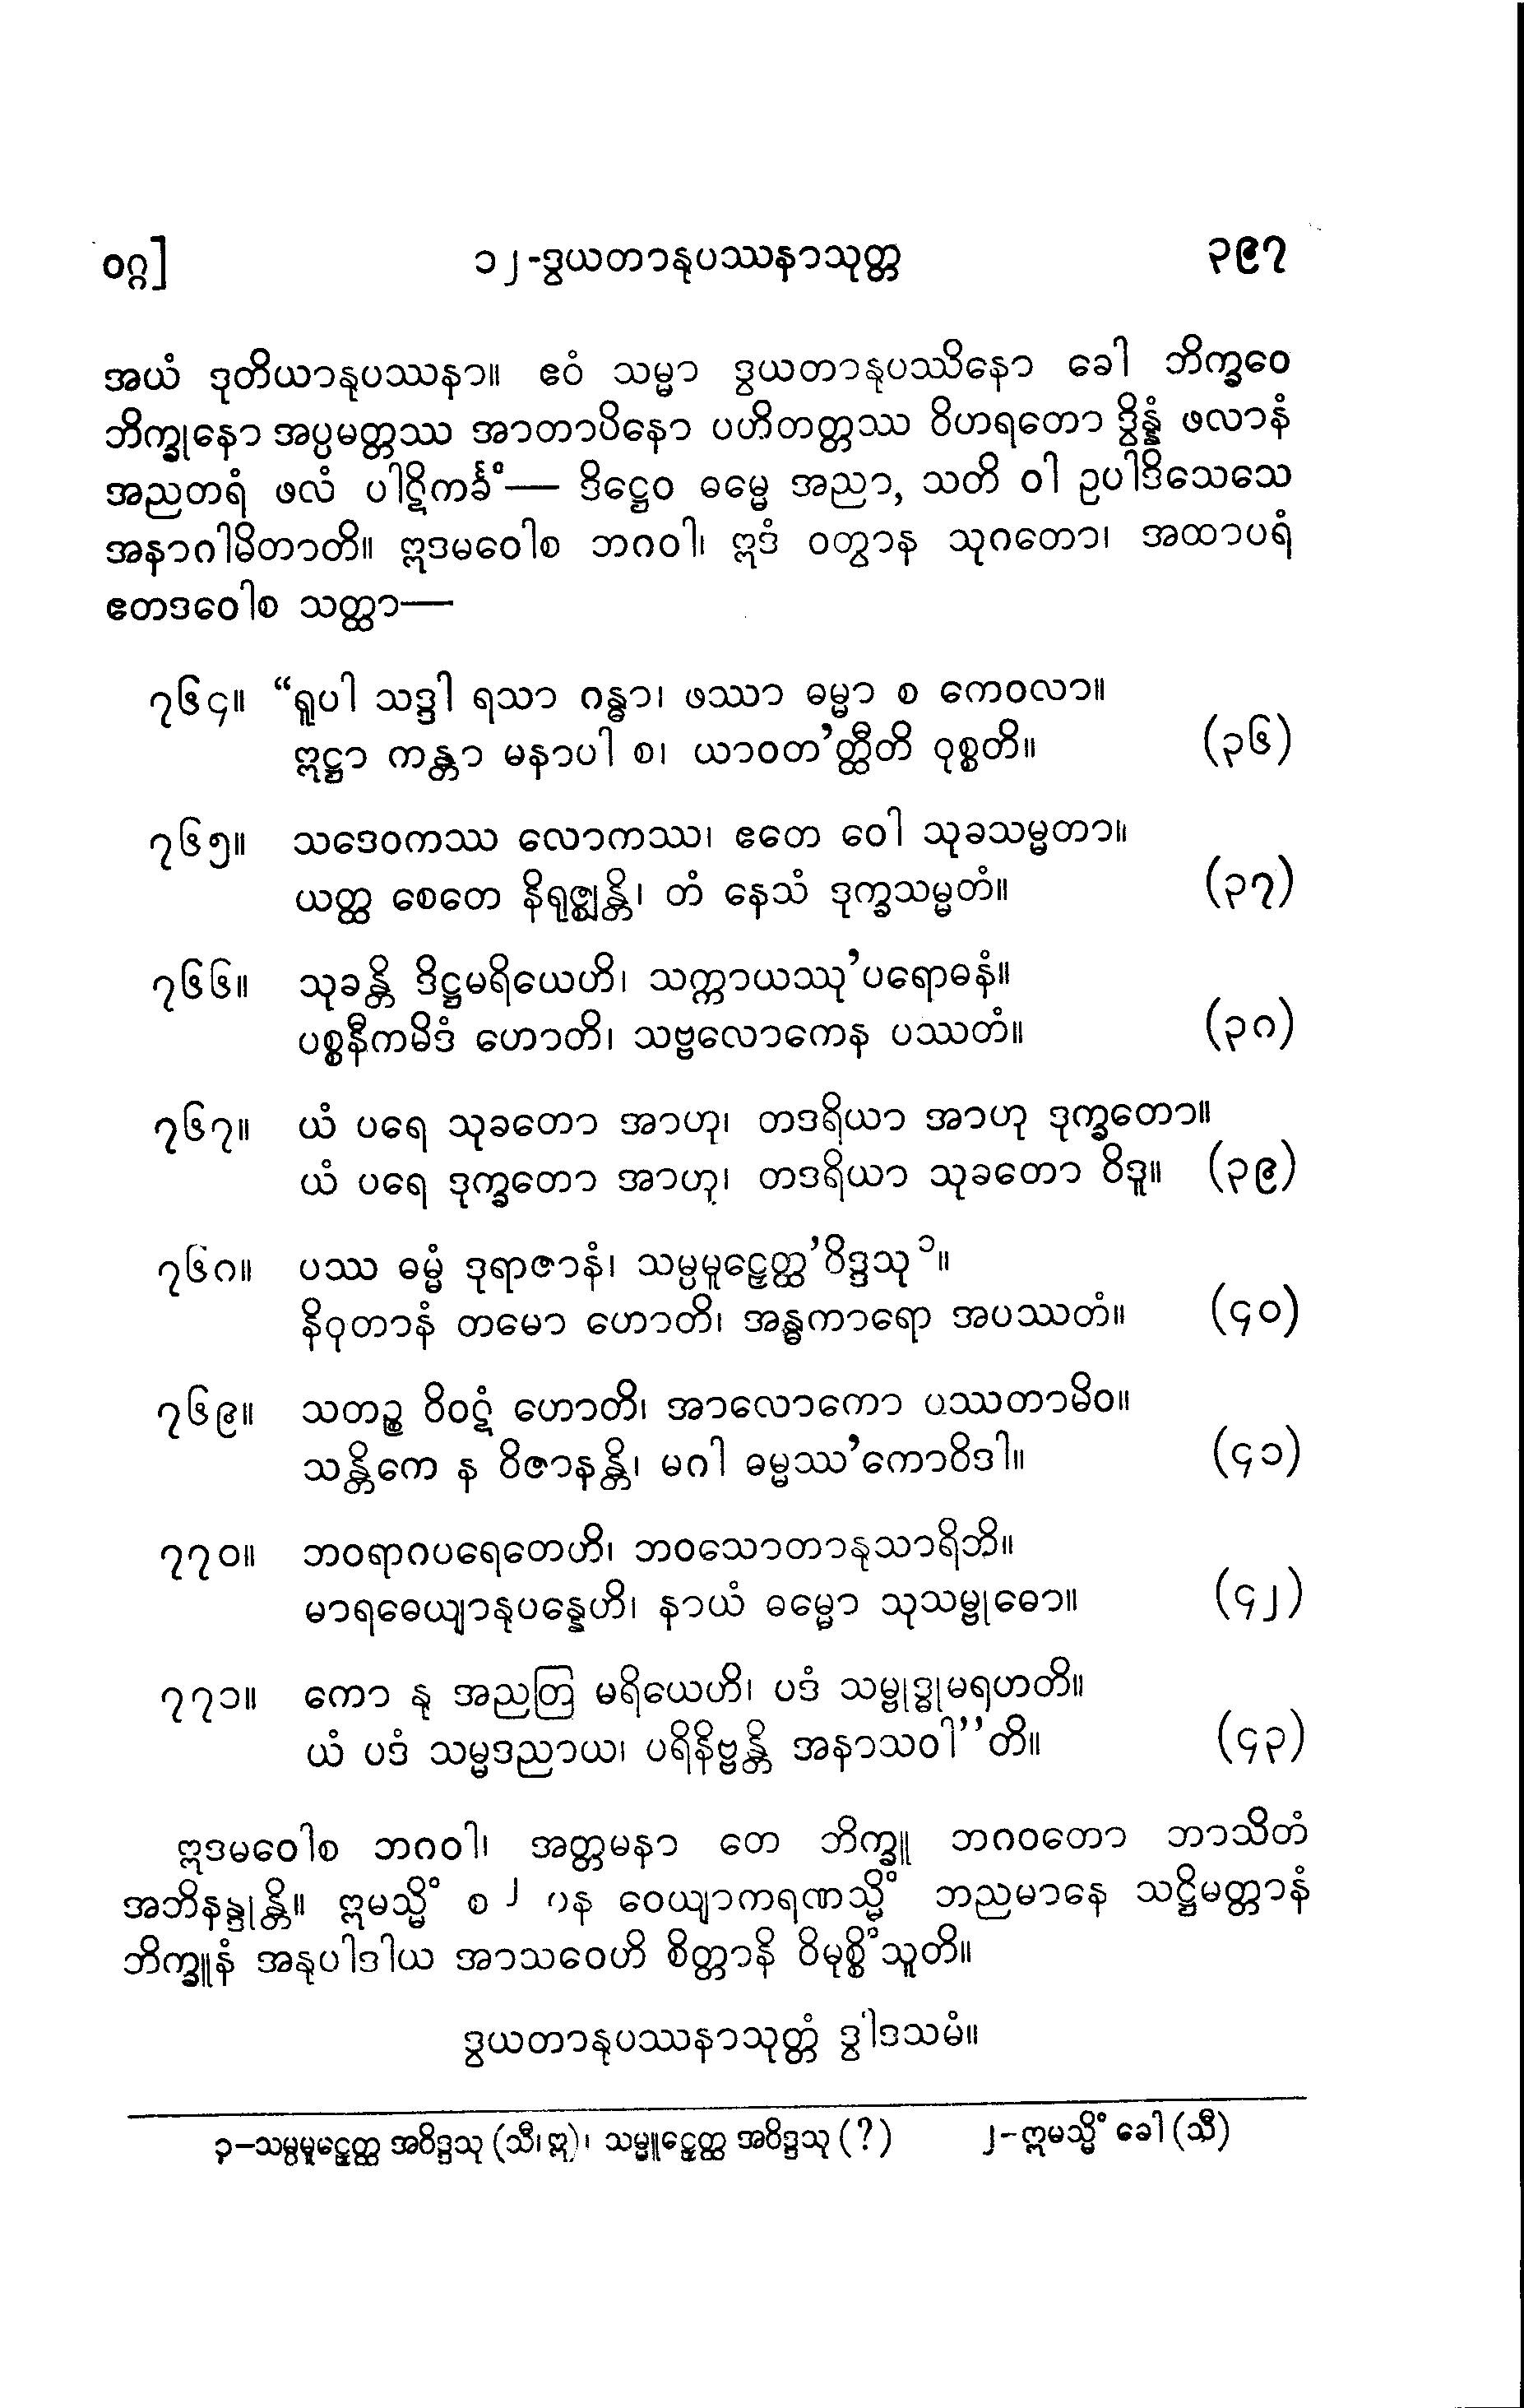 ဝဂ္ဂ] ၁၂-ဒွယတာနုပဿနာသုတ္တ ၃၉၇
အယံ ဒုတိယာနုပဿနာ။ ဧဝံ သမ္မာ ဒွယတာနုပဿိနော ခေါ ဘိက္ခဝေ
ဘိက္ခုနော အပ္ပမတ္တဿ အာတာပိနော ပဟိတတ္တဿ ဝိဟရတော ဒွိန္နံ ဖလာနံ
အညတရံ ဖလံ ပါဋိကင်္ခံ— ဒိဋ္ဌေဝ ဓမ္မေ အညာ, သတိ ဝါ ဥပါဒိသေသေ
အနာဂါမိတာတိ။ ဣဒမဝေါစ ဘဂဝါ၊ ဣဒံ ဝတွာန သုဂတော၊ အထာပရံ
ဧတဒဝေါစ သတ္ထာ—
၇၆၄။ “ရူပါ သဒ္ဒါ ရသာ ဂန္ဓာ၊ ဖဿာ ဓမ္မာ စ ကေဝလာ။
ဣဋ္ဌာ ကန္တာ မနာပါ စ၊ ယာဝတ’တ္ထီတိ ဝုစ္စတိ။ (၃၆)
၇၆၅။ သဒေဝကဿ လောကဿ၊ ဧတေ ဝေါ သုခသမ္မတာ။
ယတ္ထ စေတေ နိရုဇ္ဈန္တိ၊ တံ နေသံ ဒုက္ခသမ္မတံ။ (၃၇)
၇၆၆။ သုခန္တိ ဒိဋ္ဌမရိယေဟိ၊ သက္ကာယဿု’ပရောဓနံ။
ပစ္စနီကမိဒံ ဟောတိ၊ သဗ္ဗလောကေန ပဿတံ။ (၃၈)
၇၆၇။ ယံ ပရေ သုခတော အာဟု၊ တဒရိယာ အာဟု ဒုက္ခတော။
ယံ ပရေ ဒုက္ခတော အာဟု၊ တဒရိယာ သုခတော ဝိဒူ။ (၃၉)
၇၆၈။ ပဿ ဓမ္မံ ဒုရာဇာနံ၊ သမ္ပမူဠှေတ္ထ’ဝိဒ္ဒသု ၁။
နိဝုတာနံ တမော ဟောတိ၊ အန္ဓကာရော အပဿတံ။ (၄၀)
၇၆၉။ သတဉ္စ ဝိဝဋံ ဟောတိ၊ အာလောကော ပဿတာမိဝ။
သန္တိကေ န ဝိဇာနန္တိ၊ မဂါ ဓမ္မဿ’ကောဝိဒါ။ (၄၁)
၇၇၀။ ဘဝရာဂပရေတေဟိ၊ ဘဝသောတာနုသာရိဘိ။
မာရဓေယျာနုပန္နေဟိ၊ နာယံ ဓမ္မော သုသမ္ဗုဓော။ (၄၂)
၇၇၁။ ကော နု အညတြ မရိယေဟိ၊ ပဒံ သမ္ဗုဒ္ဓုမရဟတိ။
ယံ ပဒံ သမ္မဒညာယ၊ ပရိနိဗ္ဗန္တိ အနာသဝါ’’တိ။ (၄၃)
ဣဒမဝေါစ ဘဂဝါ၊ အတ္တမနာ တေ ဘိက္ခူ ဘဂဝတော ဘာသိတံ
အဘိနန္ဒုန္တိ။ ဣမသ္မိံ စ ၂ ပန ဝေယျာကရဏသ္မိံ ဘညမာနေ သဋ္ဌိမတ္တာနံ
ဘိက္ခူနံ အနုပါဒါယ အာသဝေဟိ စိတ္တာနိ ဝိမုစ္စိံသူတိ။
ဒွယတာနုပဿနာသုတ္တံ ဒွါဒသမံ။
၃–သမ္ပမူဠှေတ္ထ အဝိဒ္ဒသု (သီ၊ဣ)၊ သမ္မူဠှေတ္ထ အဝိဒ္ဒသု (?) ၂–ဣမသ္မိံ ခေါ (သီ)